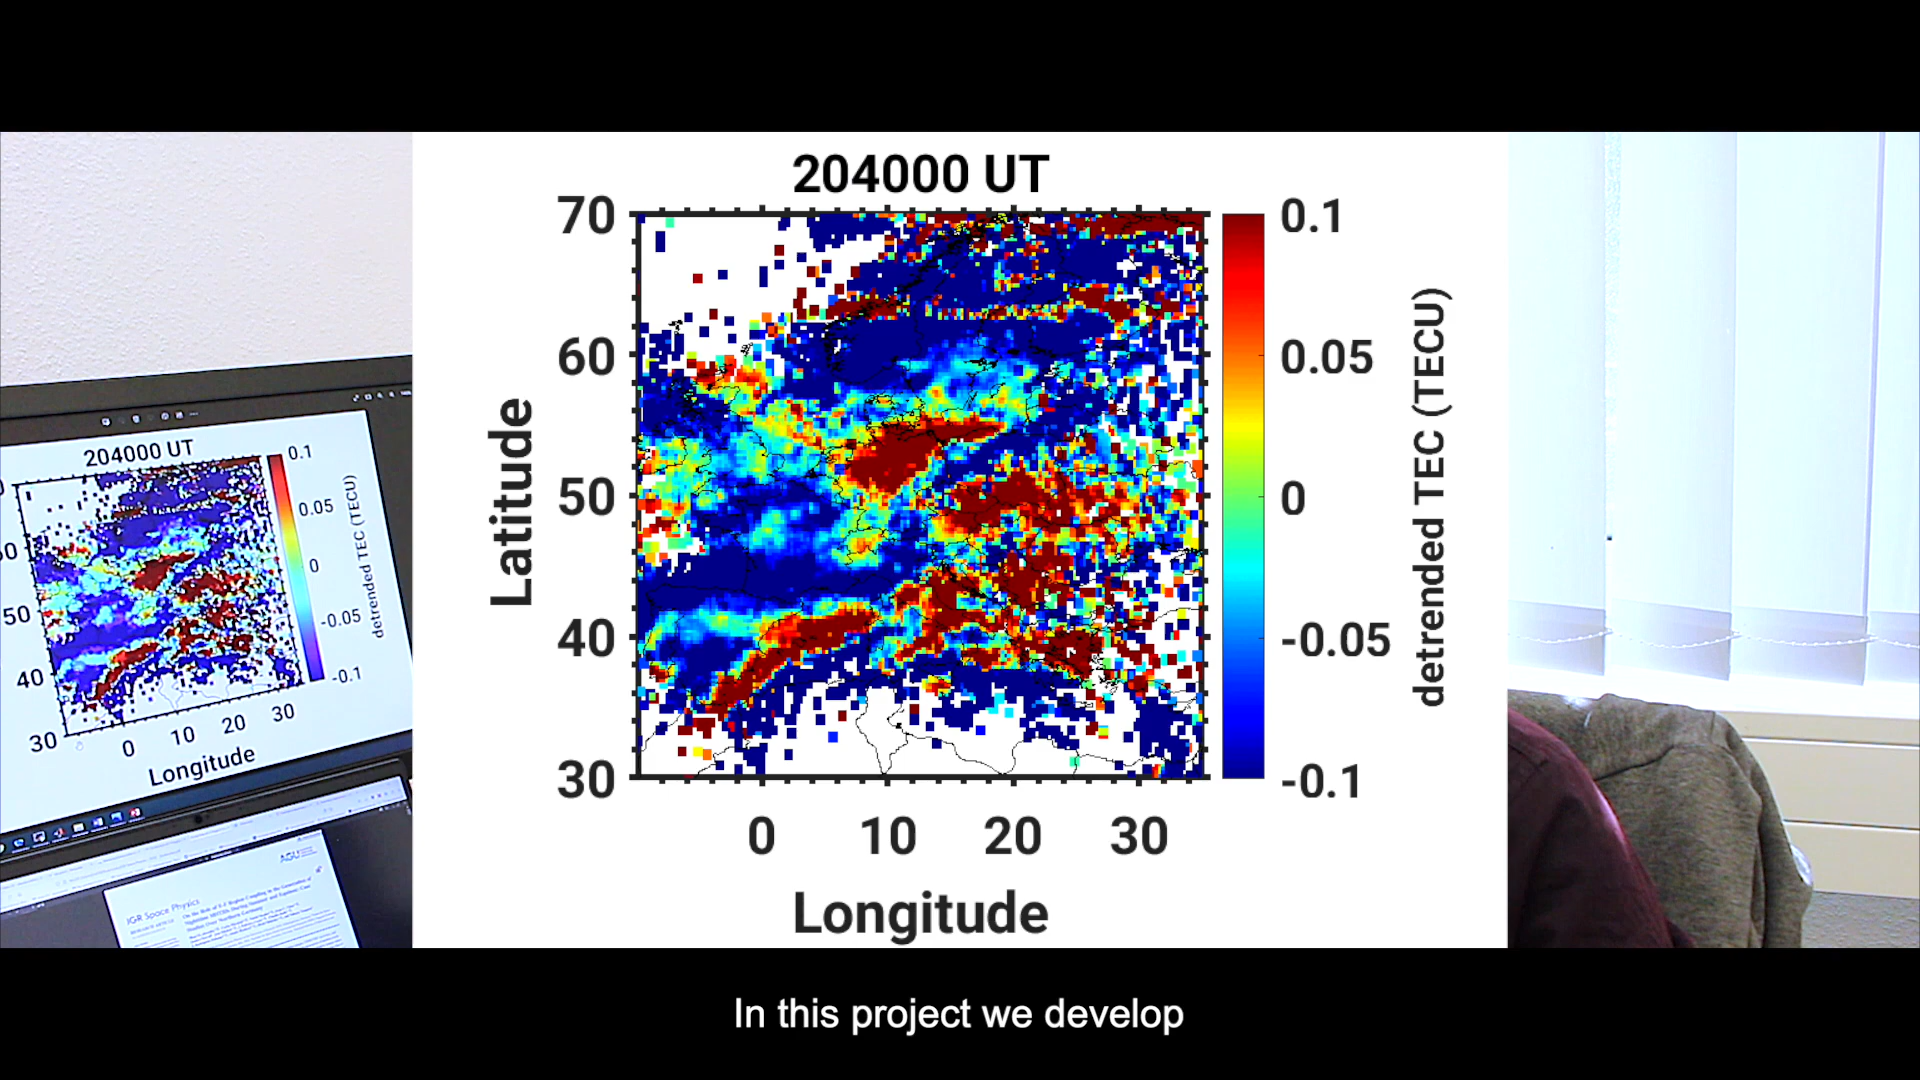 204000 UT
70
60
50
40
30
Latitude
0
10
20
30
Longitude
0.1
0.05
0
-0.05
-0.1
detrended TEC (TECU)
204000 UT
50
40
30
0
10
20
30
Longitude
0.1
0.05
0
-0.05
-0.1
detrended TEC (TECU)
AGU
JGR Space Physics
In this project we develop